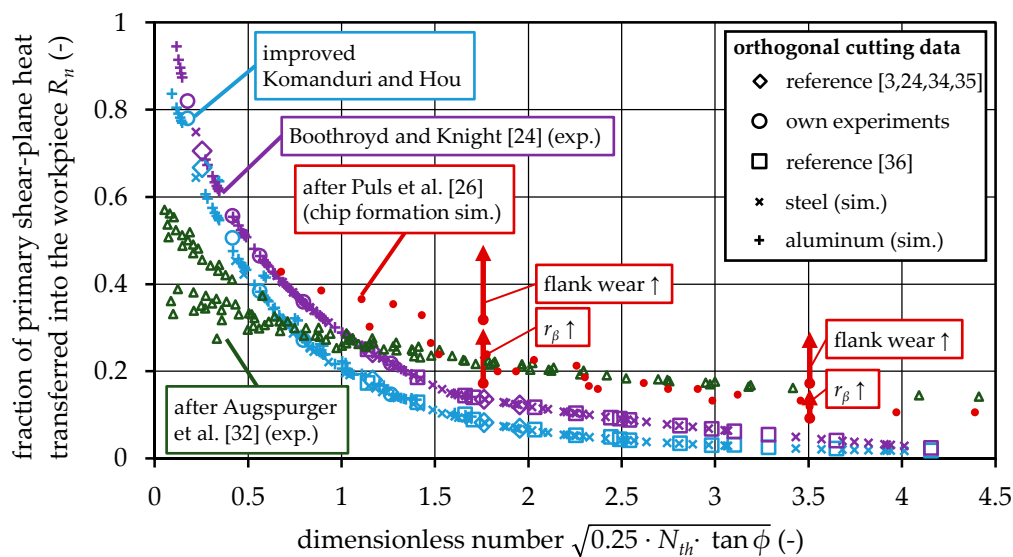 fraction of primary shear-plane heat
transferred into the workpiece Rₙ (-)
1
0.8
0.6
0.4
0.2
0
improved
Komanduri and Hou
Boothroyd and Knight [24] (exp.)
after Puls et al. [26]
(chip formation sim.)
flank wear ↑
r_β ↑
flank wear ↑
r_β ↑
after Augspurger
et al. [32] (exp.)
orthogonal cutting data
reference [3,24,34,35]
own experiments
reference [36]
steel (sim.)
aluminum (sim.)
0 0.5 1 1.5 2 2.5 3 3.5 4 4.5
dimensionless number √0.25 · N_th · tan ϕ (-)